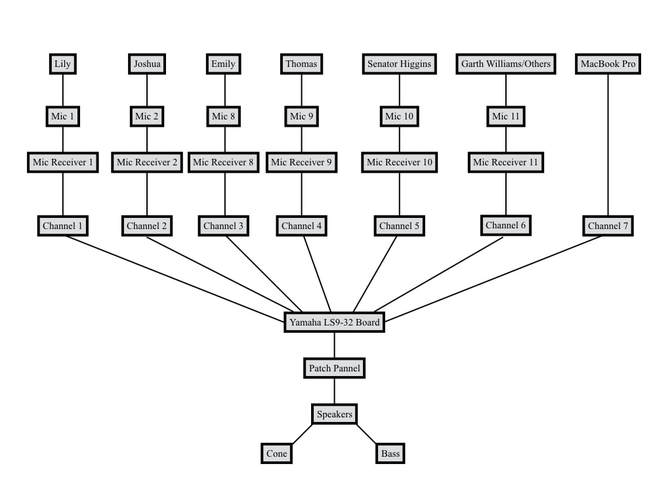 Lily
Joshua
Emily
Thomas
Senator Higgins
Garth Williams/Others
MacBook Pro
Mic 1
Mic 2
Mic 8
Mic 9
Mic 10
Mic 11
Mic Receiver 1
Mic Receiver 2
Mic Receiver 8
Mic Receiver 9
Mic Receiver 10
Mic Receiver 11
Channel 1
Channel 2
Channel 3
Channel 4
Channel 5
Channel 6
Channel 7
Yamaha LS9-32 Board
Patch Pannel
Speakers
Cone
Bass